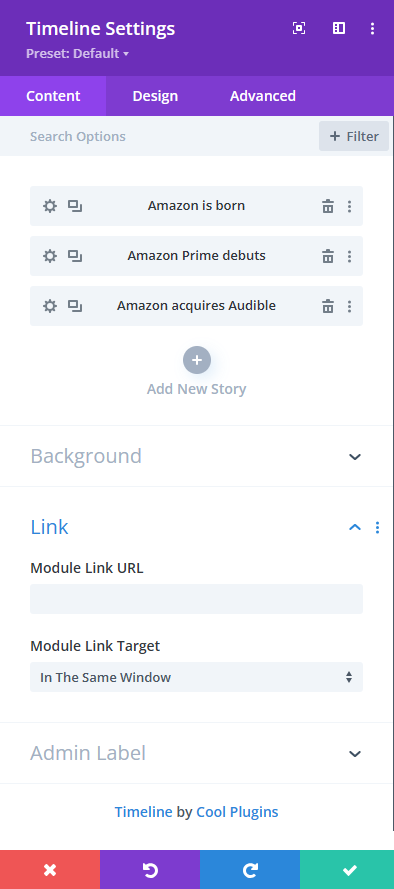 Timeline Settings
Preset: Default
Content Design Advanced
Search Options + Filter
Amazon is born
Amazon Prime debuts
Amazon acquires Audible
Add New Story
Background
Link
Module Link URL
Module Link Target
In The Same Window
Admin Label
Timeline by Cool Plugins